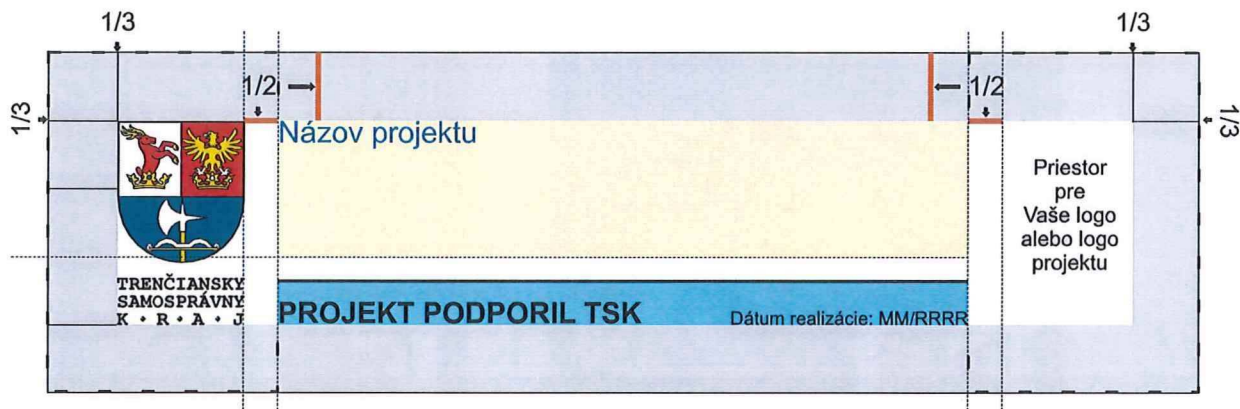 1/3
1/3
1/2
1/2
1/3
1/3
Názov projektu
Priestor
pre
Vaše logo
alebo logo
projektu
TRENČIANSKY
SAMOSPRÁVNY
K · R · A · J
PROJEKT PODPORIL TSK
Dátum realizácie: MM/RRRR